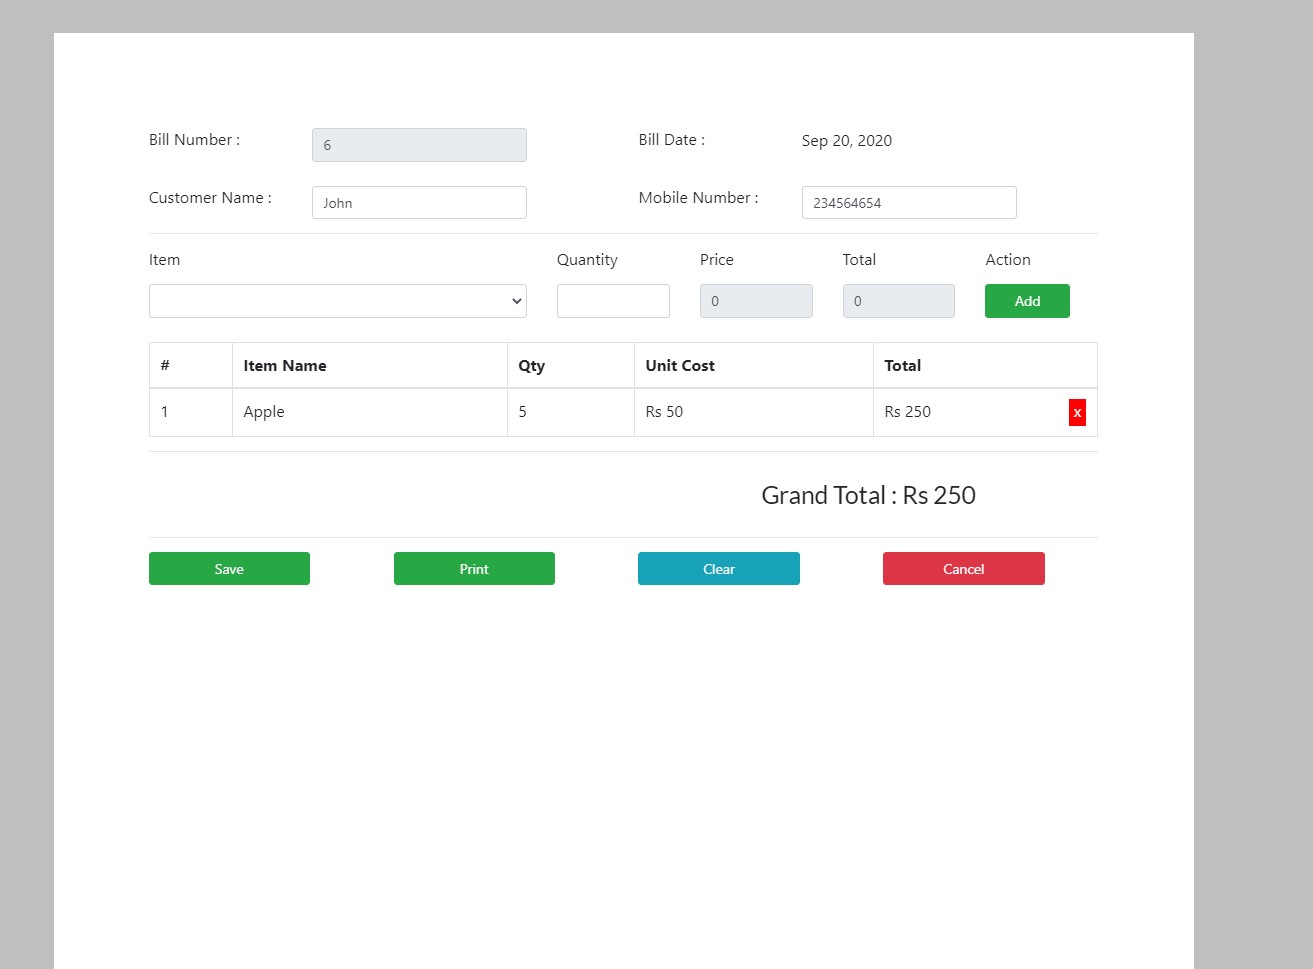 Bill Number : 6 Bill Date : Sep 20, 2020
Customer Name : John Mobile Number : 234564654
Item Quantity Price Total Action
0 0 Add
# Item Name Qty Unit Cost Total
1 Apple 5 Rs 50 Rs 250 x
Grand Total : Rs 250
Save Print Clear Cancel